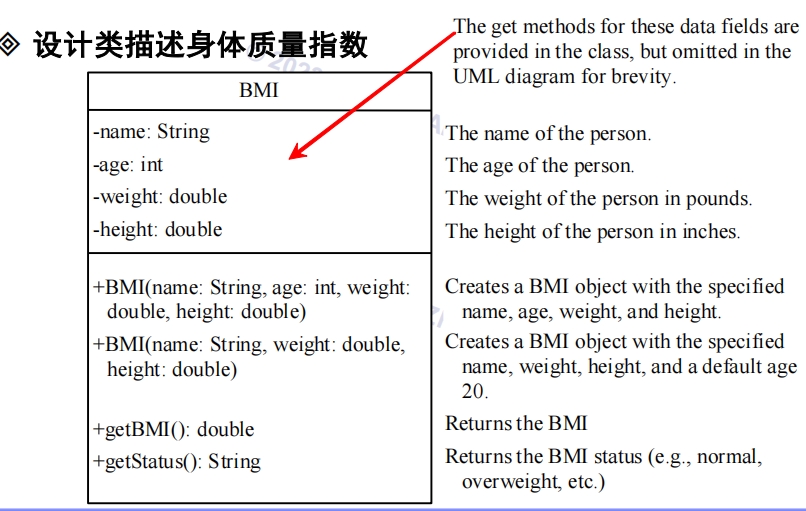 设计类描述身体质量指数
The get methods for these data fields are
provided in the class, but omitted in the
UML diagram for brevity.
BMI
-name: String
The name of the person.
-age: int
The age of the person.
-weight: double
The weight of the person in pounds.
-height: double
The height of the person in inches.
+BMI(name: String, age: int, weight:
double, height: double)
Creates a BMI object with the specified
name, age, weight, and height.
+BMI(name: String, weight: double,
height: double)
Creates a BMI object with the specified
name, weight, height, and a default age
20.
+getBMI(): double
Returns the BMI
+getStatus(): String
Returns the BMI status (e.g., normal,
overweight, etc.)